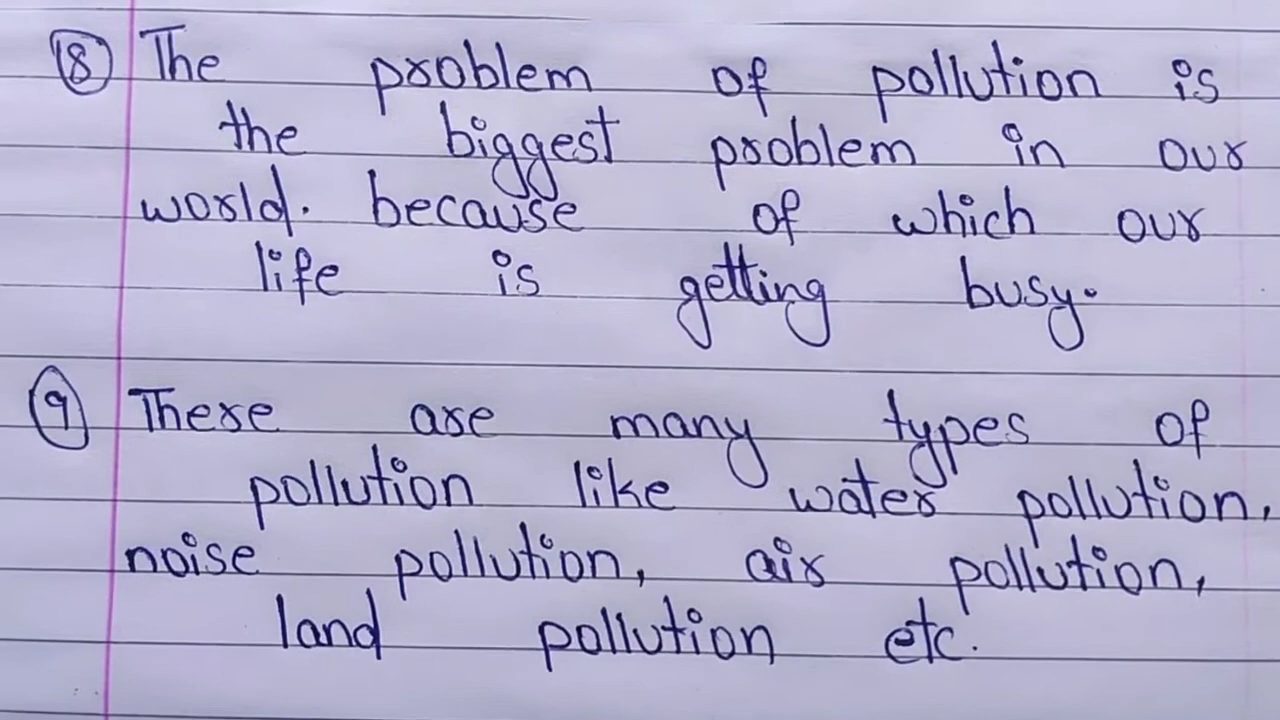 8 The problem of pollution is
the biggest problem in our
world. because of which our
life is getting busy.
9 There are many types of
pollution like water pollution,
noise pollution, air pollution,
land pollution etc.